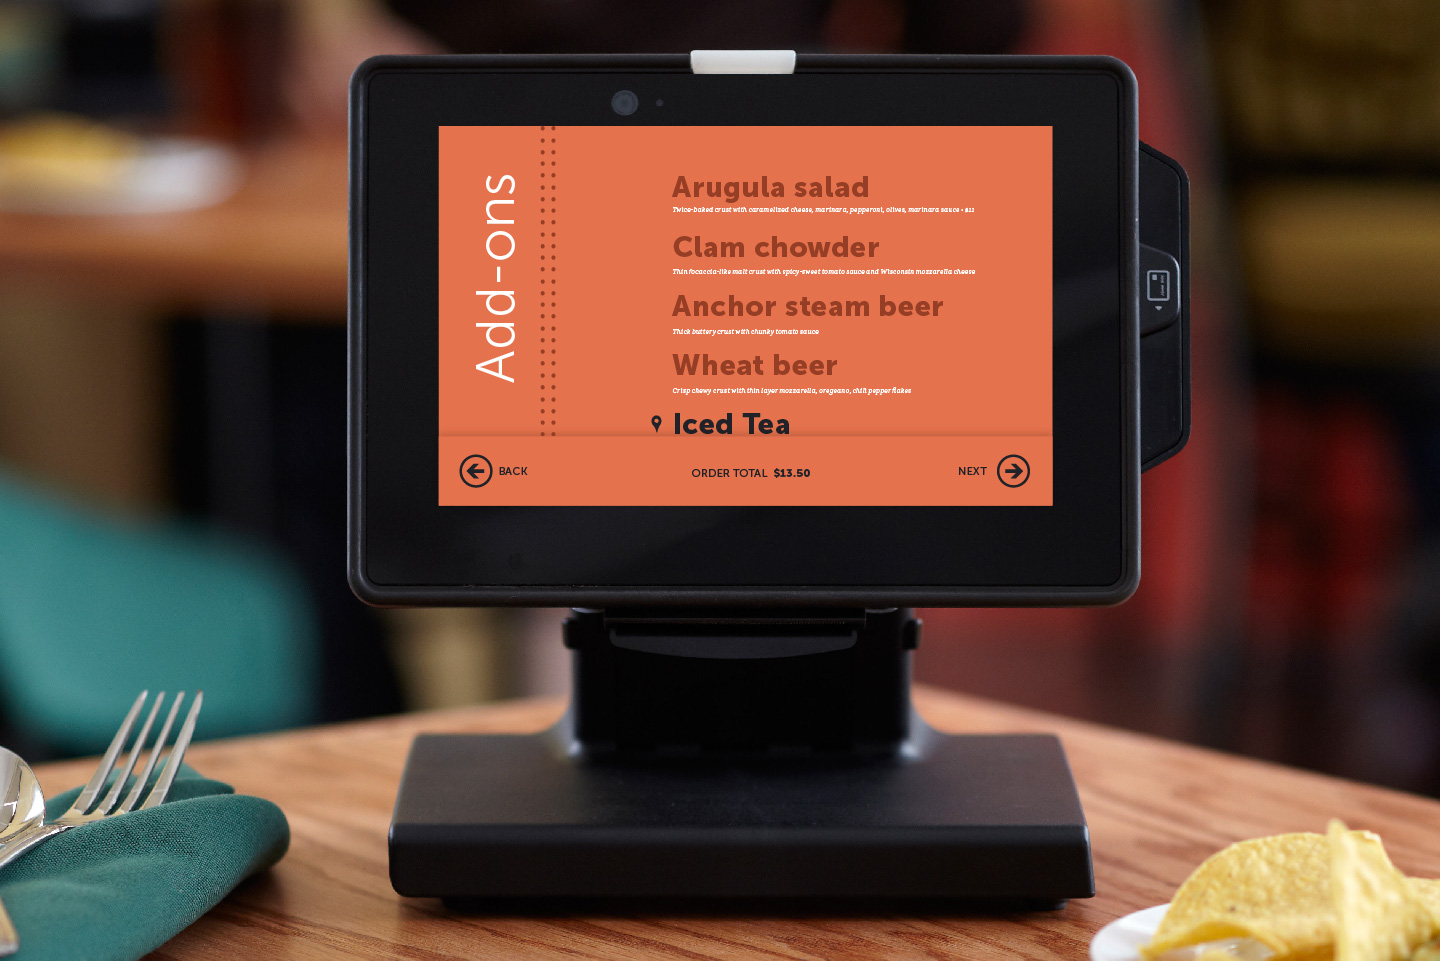 Add-ons
Arugula salad
Twice-baked crust with caramelized cheese, marinara, pepperoni, olives, marinara sauce - $11
Clam chowder
Thin focaccia-like malt crust with spicy-sweet tomato sauce and Wisconsin mozzarella cheese
Anchor steam beer
Thick buttery crust with chunky tomato sauce
Wheat beer
Crisp chewy crust with thin layer mozzarella, oregeano, chili pepper flakes
Iced Tea
BACK
ORDER TOTAL $13.50
NEXT